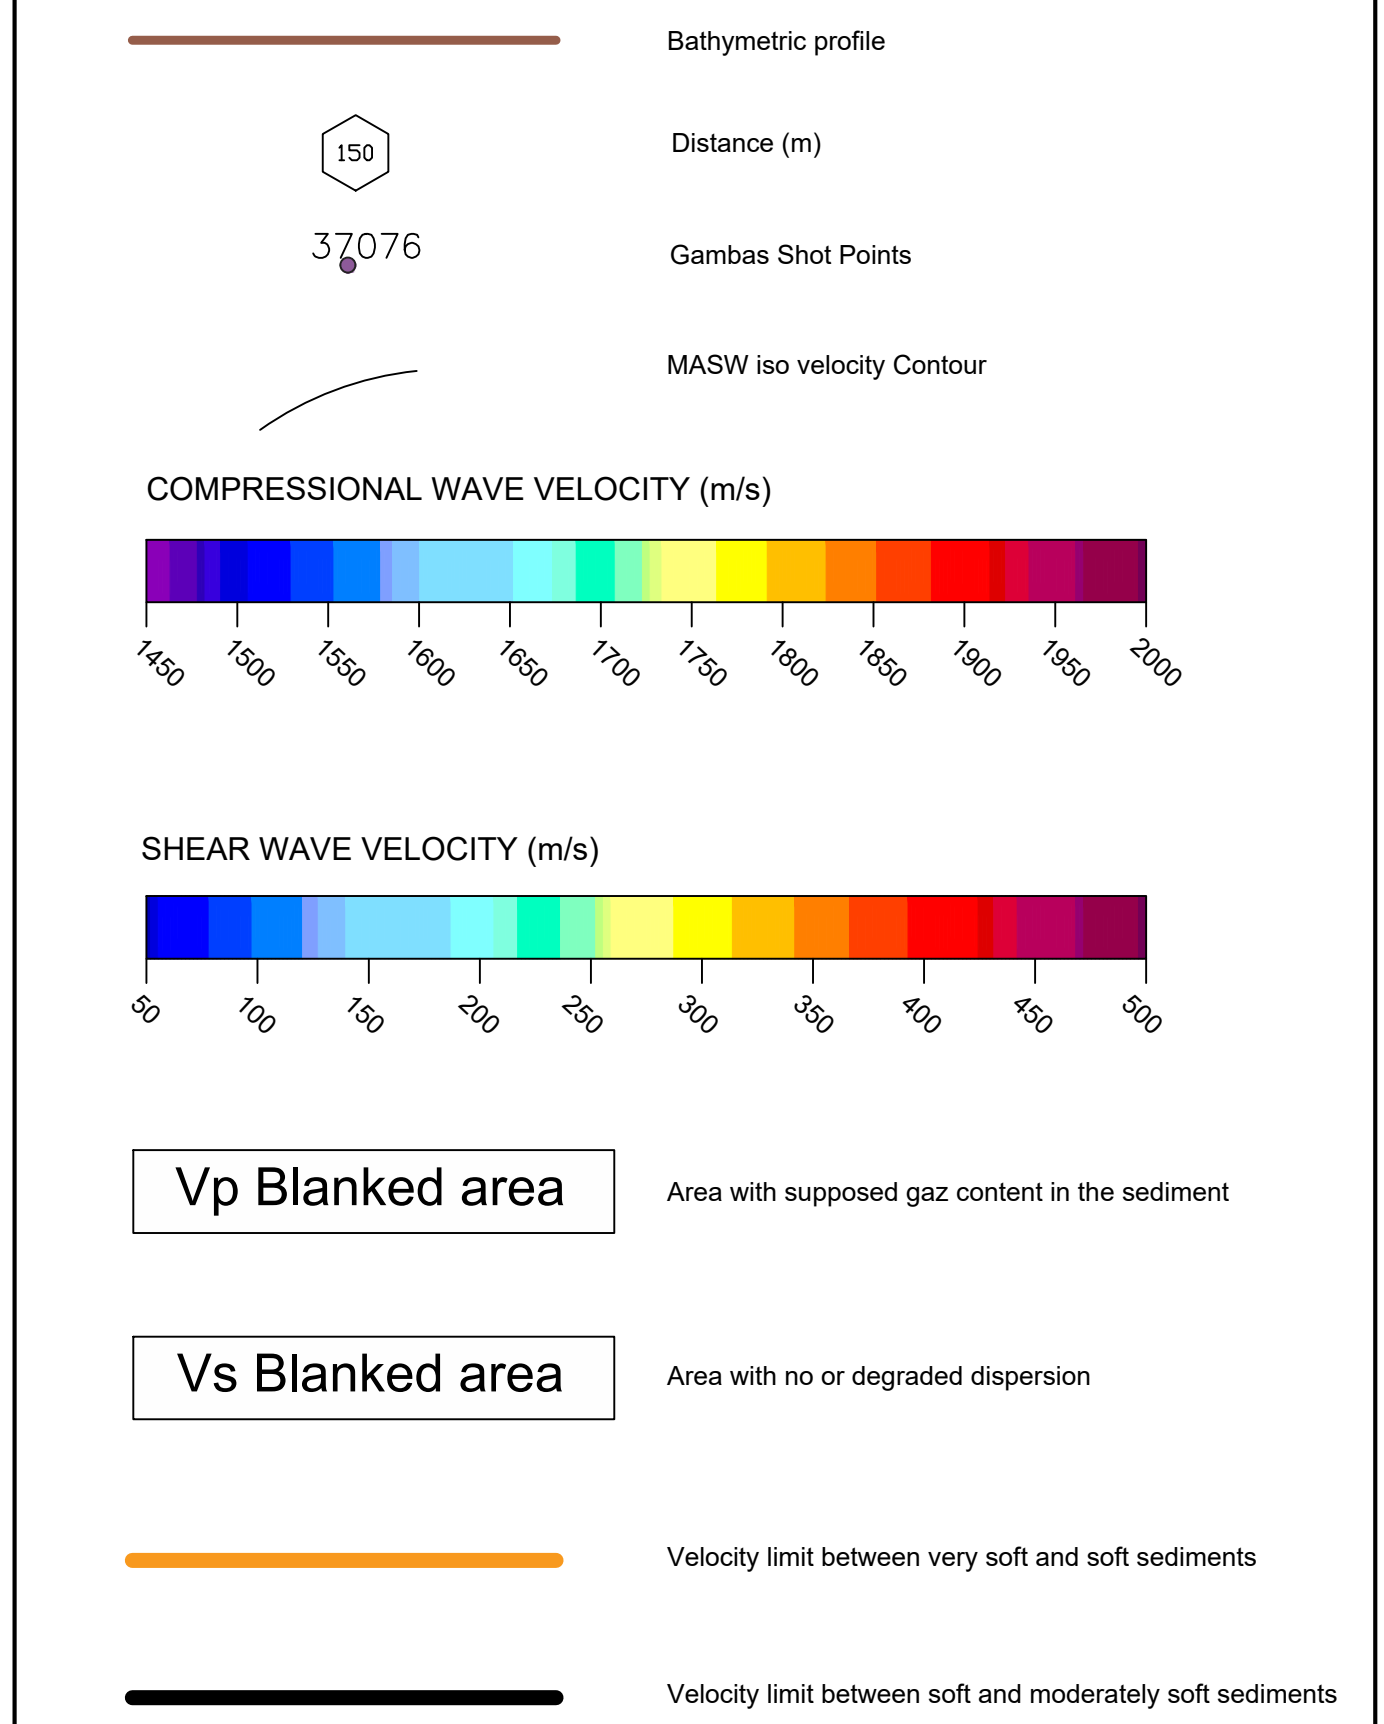 Bathymetric profile
150
Distance (m)
37076
Gambas Shot Points
MASW iso velocity Contour
COMPRESSIONAL WAVE VELOCITY (m/s)
1450 1500 1550 1600 1650 1700 1750 1800 1850 1900 1950 2000
SHEAR WAVE VELOCITY (m/s)
50 100 150 200 250 300 350 400 450 500
Vp Blanked area
Area with supposed gaz content in the sediment
Vs Blanked area
Area with no or degraded dispersion
Velocity limit between very soft and soft sediments
Velocity limit between soft and moderately soft sediments